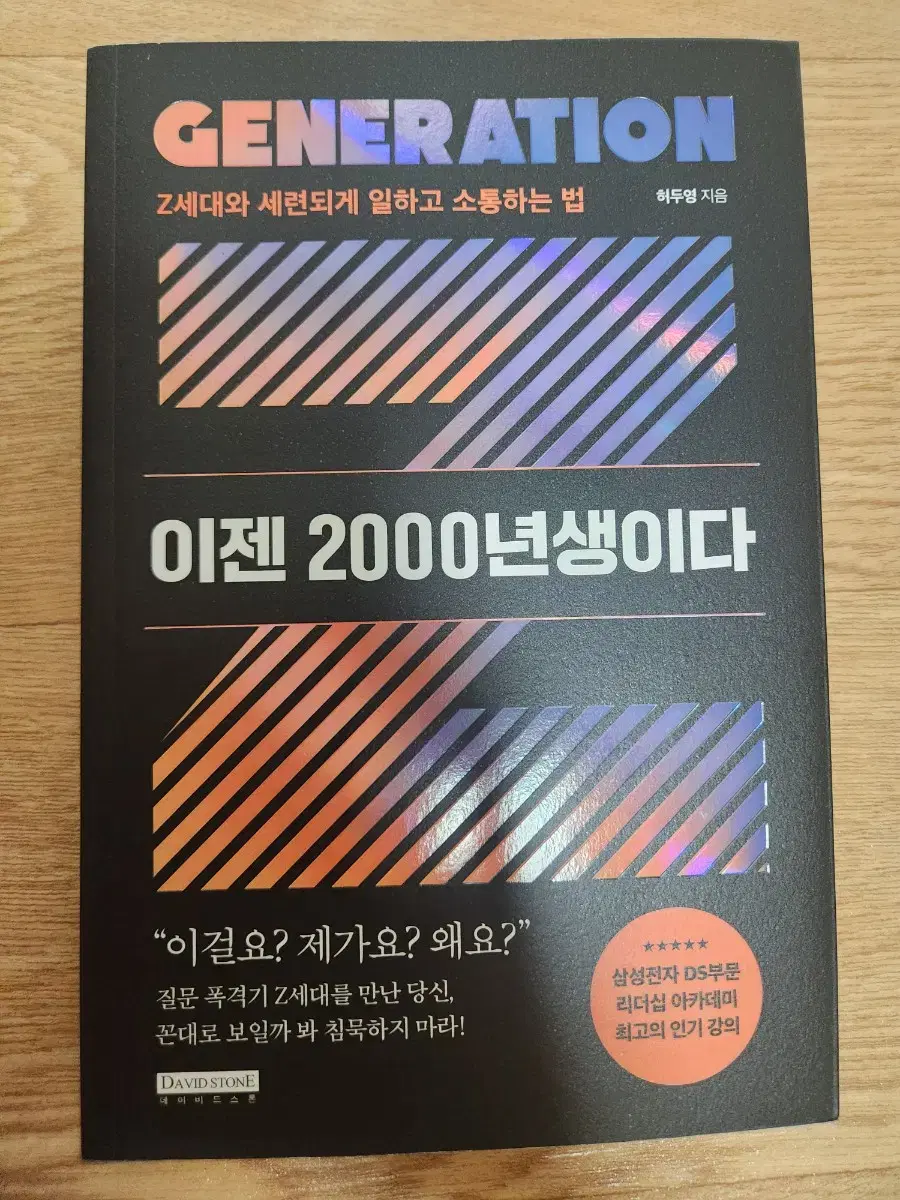 GENERATION
Z세대와 세련되게 일하고 소통하는 법
허두영 지음
이젠 2000년생이다
“이걸요? 제가요? 왜요?”
질문 폭격기 Z세대를 만난 당신,
꼰대로 보일까 봐 침묵하지 마라!
★★★★★
삼성전자 DS부문
리더십 아카데미
최고의 인기 강의
DAVID STONE
데이비드스톤